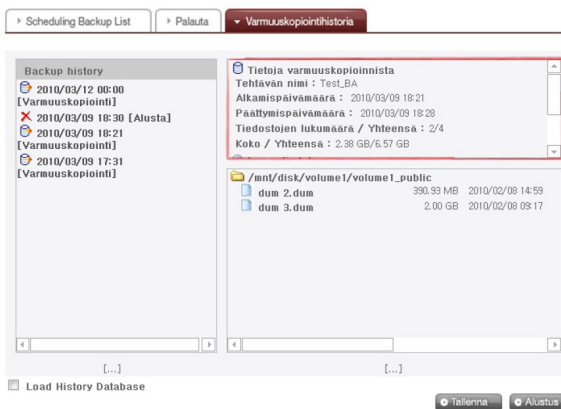 Scheduling Backup List
Palauta
Varmuuskopiointihistoria
Backup history
2010/03/12 00:00
[Varmuuskopiointi]
2010/03/09 18:30 [Alusta]
2010/03/09 18:21
[Varmuuskopiointi]
2010/03/09 17:31
[Varmuuskopiointi]
Tietoja varmuuskopioinnista
Tehtävän nimi : Test_BA
Alkamispäivämäärä : 2010/03/09 18:21
Päättymispäivämäärä : 2010/03/09 18:28
Tiedostojen lukumäärä / Yhteensä : 2/4
Koko / Yhteensä : 2.38 GB/6.57 GB
/mnt/disk/volume1/volume1_public
dum 2.dum 390.93 MB 2010/02/08 14:59
dum 3.dum 2.00 GB 2010/02/08 09:17
[...]
[...]
Load History Database
Tallenna
Alustus